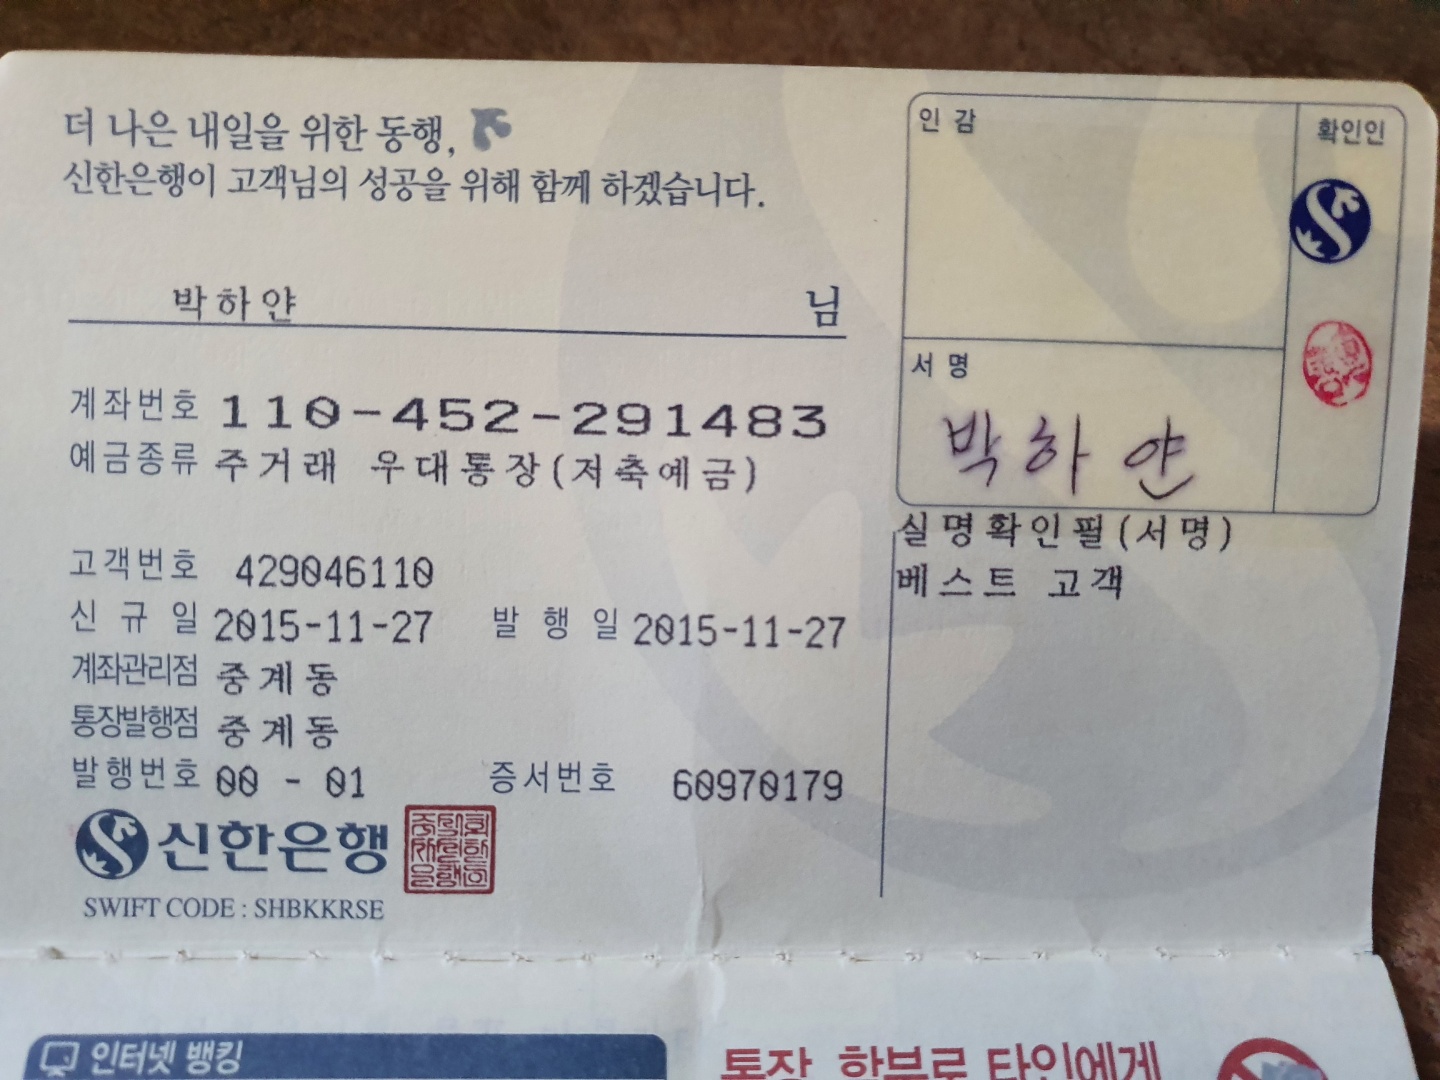 더 나은 내일을 위한 동행,
신한은행이 고객님의 성공을 위해 함께 하겠습니다.
박하얀 님
계좌번호 110-452-291483
예금종류 주거래 우대통장(저축예금)
고객번호 429046110
신규일 2015-11-27 발행일 2015-11-27
계좌관리점 중계동
통장발행점 중계동
발행번호 00 - 01 증서번호 60970179
신한은행
SWIFT CODE : SHBKKRSE
인감
확인인
서명
박하얀
실명확인필(서명)
베스트 고객
인터넷 뱅킹
통장, 함부로 타인에게